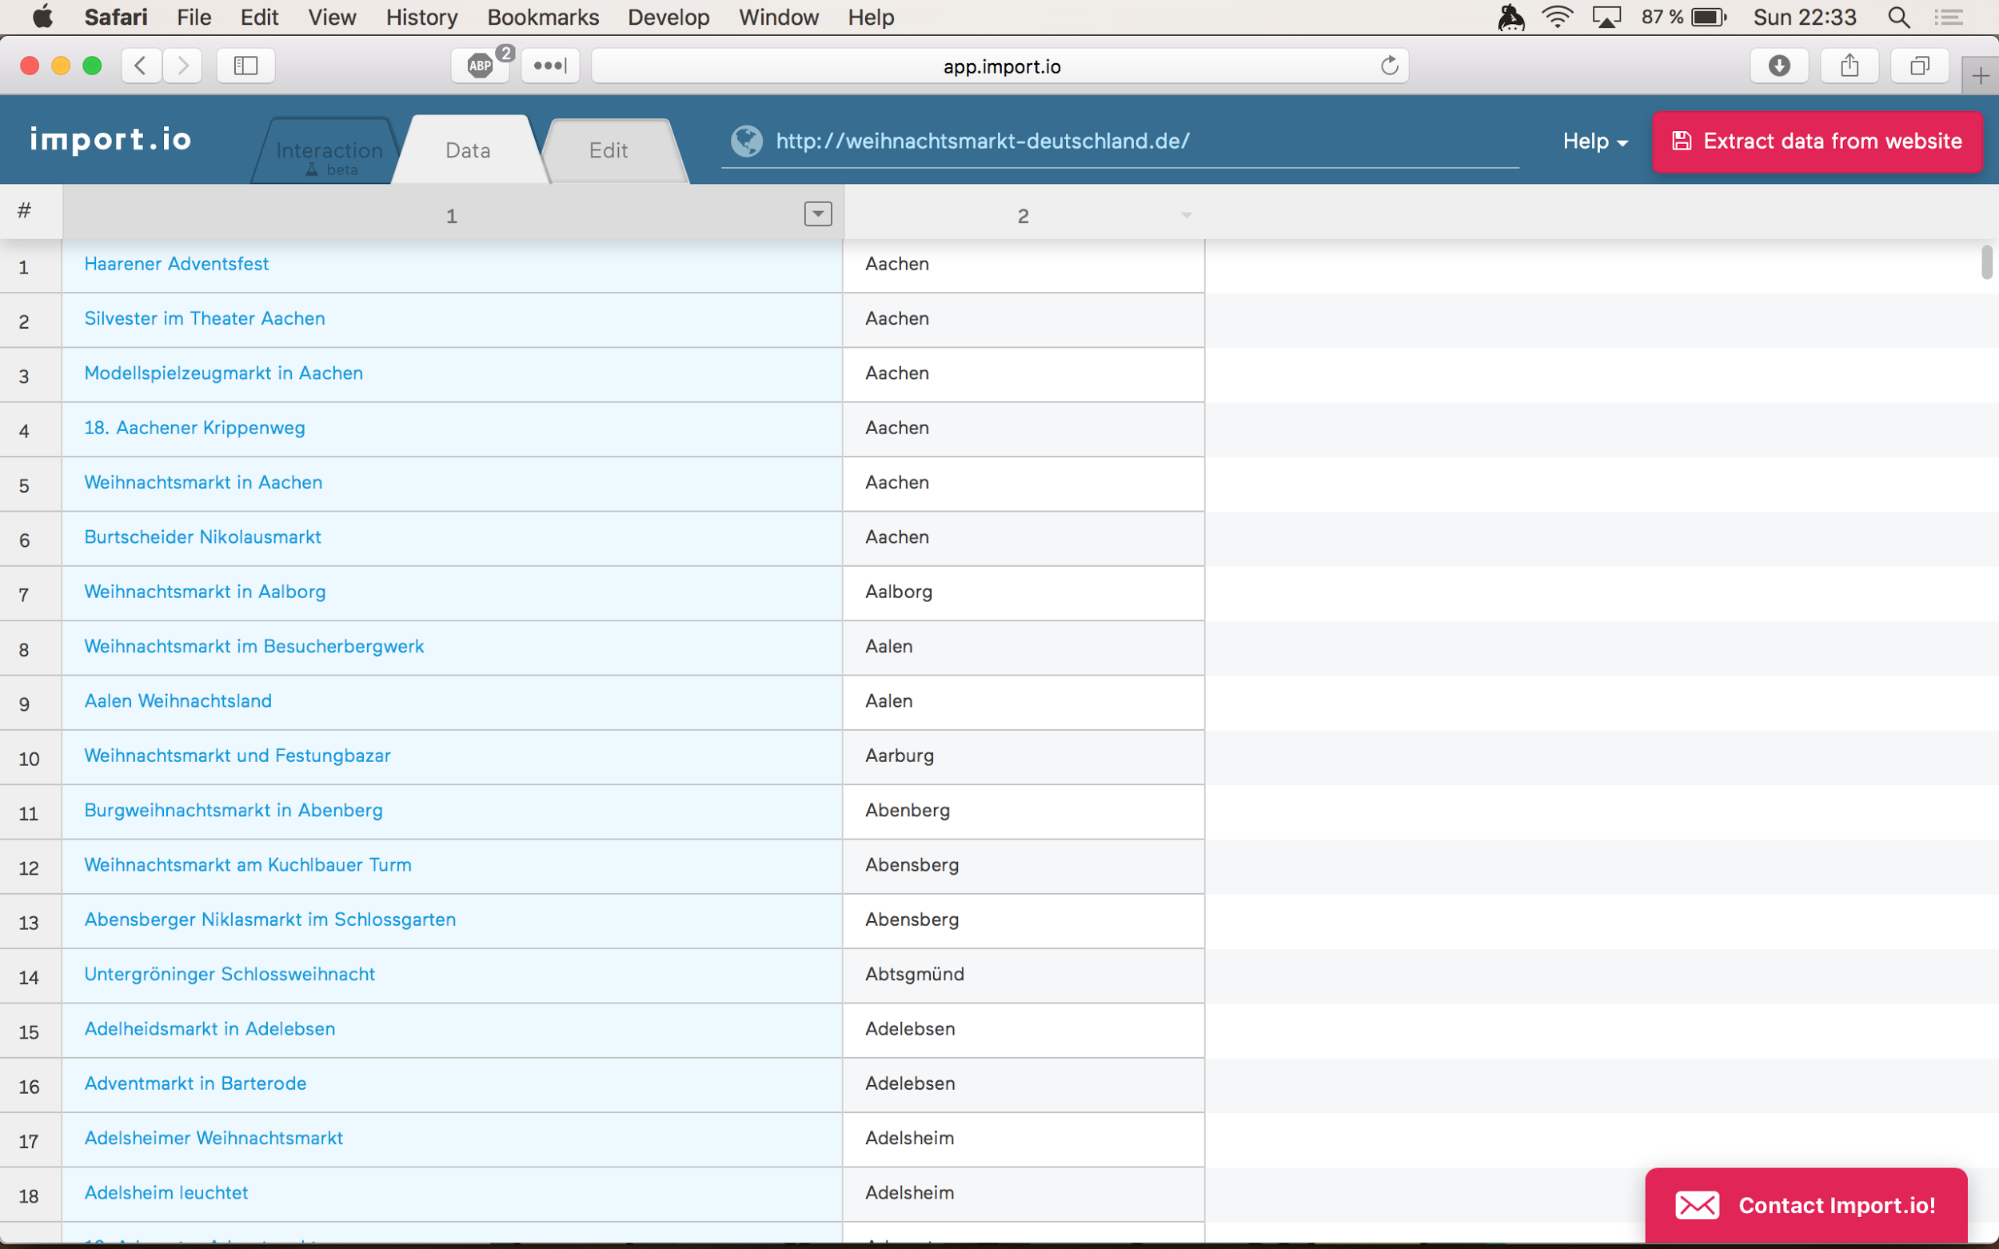 Safari File Edit View History Bookmarks Develop Window Help 87 % Sun 22:33
ABP 2 app.import.io
import.io Interaction beta Data Edit http://weihnachtsmarkt-deutschland.de/ Help Extract data from website
# 1 2
1 Haarener Adventsfest Aachen
2 Silvester im Theater Aachen Aachen
3 Modellspielzeugmarkt in Aachen Aachen
4 18. Aachener Krippenweg Aachen
5 Weihnachtsmarkt in Aachen Aachen
6 Burtscheider Nikolausmarkt Aachen
7 Weihnachtsmarkt in Aalborg Aalborg
8 Weihnachtsmarkt im Besucherbergwerk Aalen
9 Aalen Weihnachtsland Aalen
10 Weihnachtsmarkt und Festungbazar Aarburg
11 Burgweihnachtsmarkt in Abenberg Abenberg
12 Weihnachtsmarkt am Kuchlbauer Turm Abensberg
13 Abensberger Niklasmarkt im Schlossgarten Abensberg
14 Untergröninger Schlossweihnacht Abtsgmünd
15 Adelheidsmarkt in Adelebsen Adelebsen
16 Adventmarkt in Barterode Adelebsen
17 Adelsheimer Weihnachtsmarkt Adelsheim
18 Adelsheim leuchtet Adelsheim
Contact Import.io!